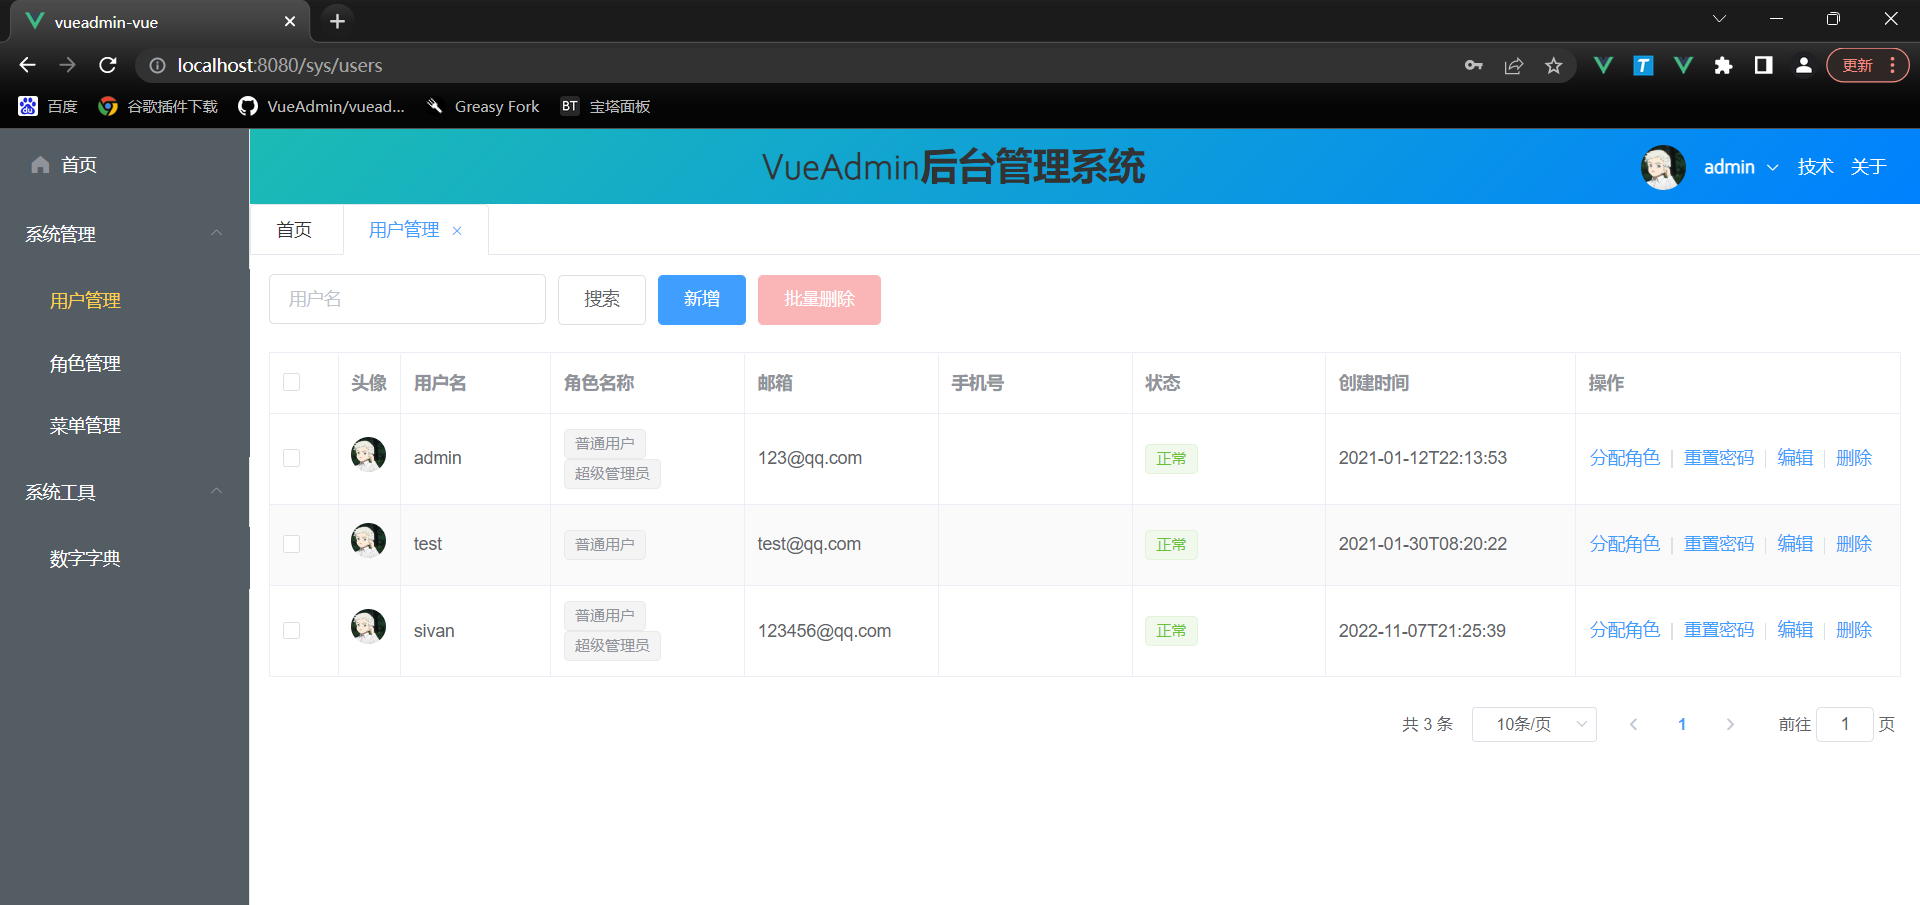 vueadmin-vue
localhost:8080/sys/users
更新
百度 谷歌插件下载 VueAdmin/vuead... Greasy Fork BT 宝塔面板
首页
系统管理
用户管理
角色管理
菜单管理
系统工具
数字字典
VueAdmin后台管理系统
admin 技术 关于
首页 用户管理
用户名 搜索 新增 批量删除
头像 用户名 角色名称 邮箱 手机号 状态 创建时间 操作
admin 普通用户 超级管理员 123@qq.com 正常 2021-01-12T22:13:53 分配角色 重置密码 编辑 删除
test 普通用户 test@qq.com 正常 2021-01-30T08:20:22 分配角色 重置密码 编辑 删除
sivan 普通用户 超级管理员 123456@qq.com 正常 2022-11-07T21:25:39 分配角色 重置密码 编辑 删除
共 3 条 10条/页 1 前往 1 页